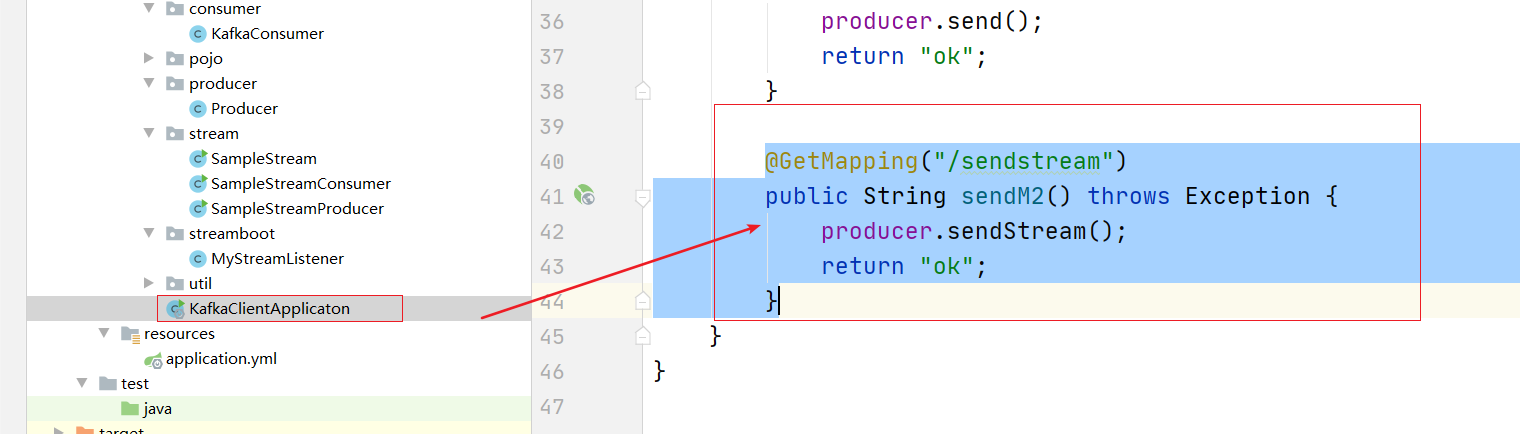 consumer
KafkaConsumer
pojo
producer
Producer
stream
SampleStream
SampleStreamConsumer
SampleStreamProducer
streamboot
MyStreamListener
util
KafkaClientApplicaton
resources
application.yml
test
java
target
36 producer.send();
37 return "ok";
38 }
39
40 @GetMapping("/sendstream")
41 public String sendM2() throws Exception {
42 producer.sendStream();
43 return "ok";
44 }
45 }
46 }
47